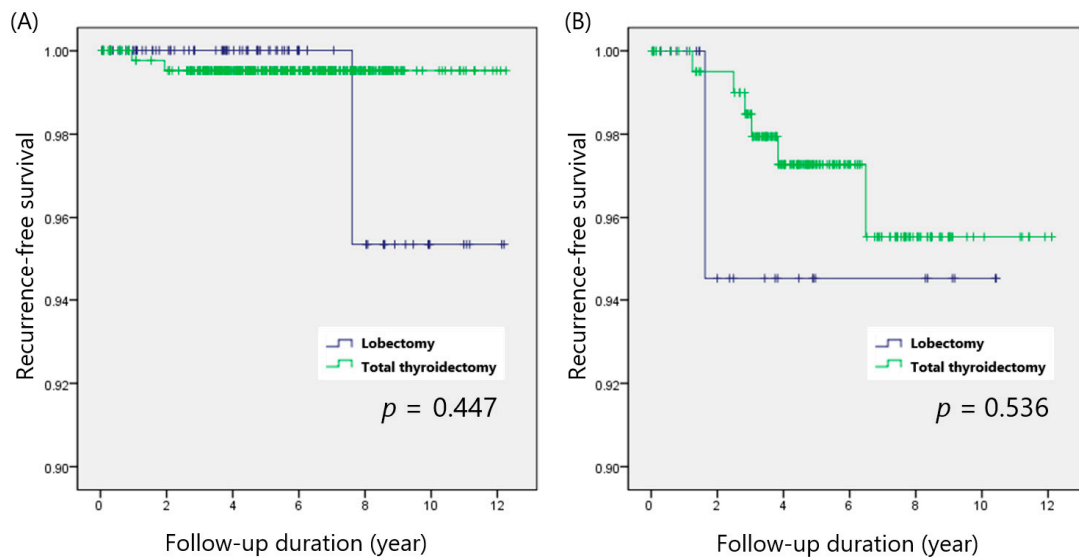 (A)
Recurrence-free survival
1.00
0.98
0.96
0.94
0.92
0.90
Lobectomy
Total thyroidectomy
p = 0.447
0 2 4 6 8 10 12
Follow-up duration (year)
(B)
Recurrence-free survival
1.00
0.98
0.96
0.94
0.92
0.90
Lobectomy
Total thyroidectomy
p = 0.536
0 2 4 6 8 10 12
Follow-up duration (year)